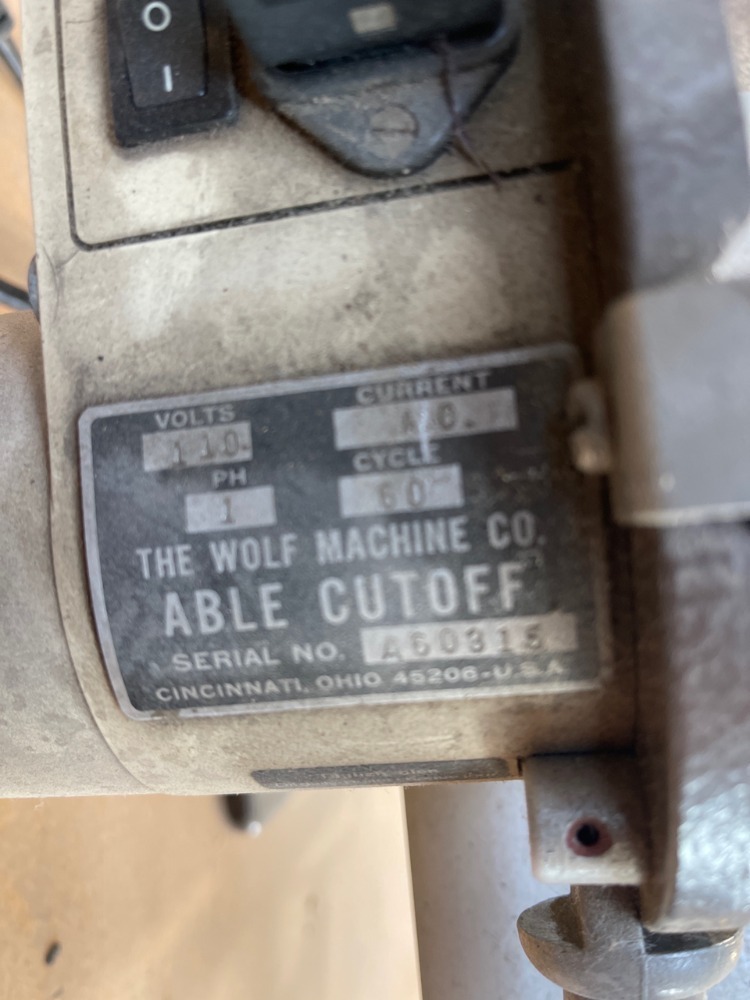 O
I
VOLTS CURRENT
110 A C.
PH CYCLE
1 60
THE WOLF MACHINE CO.
ABLE CUTOFF
SERIAL NO. A60315
CINCINNATI, OHIO 45206-U.S.A.